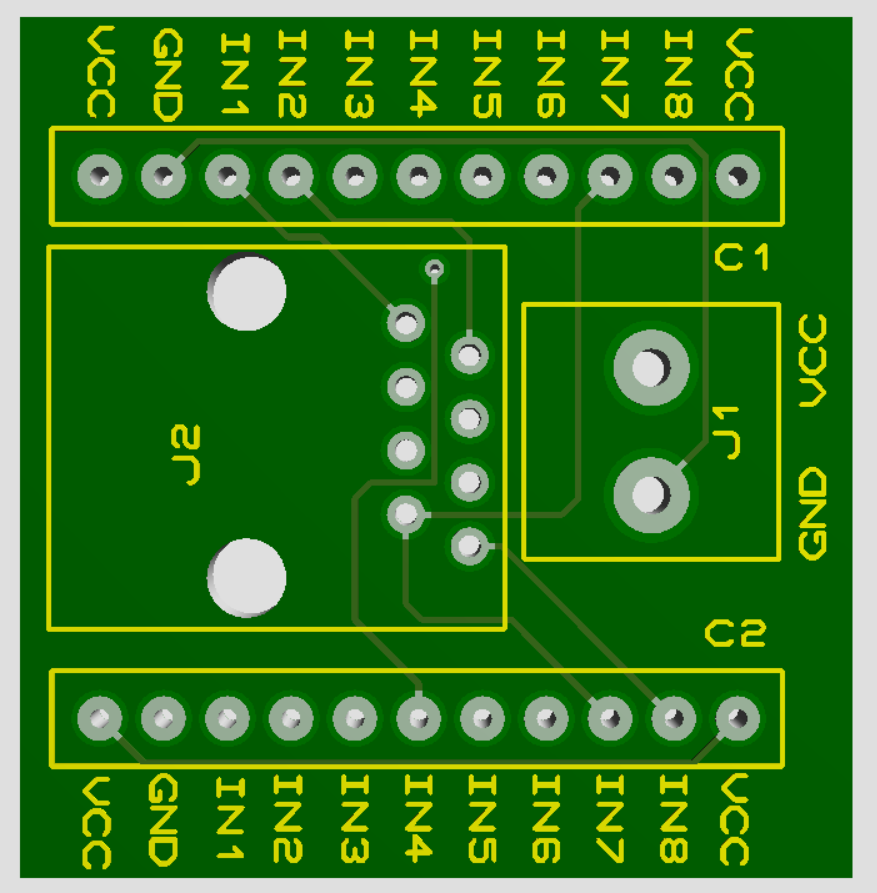 VCC GND IN1 IN2 IN3 IN4 IN5 IN6 IN7 IN8 VCC
C1
VCC
J1
J2
GND
C2
VCC GND IN1 IN2 IN3 IN4 IN5 IN6 IN7 IN8 VCC